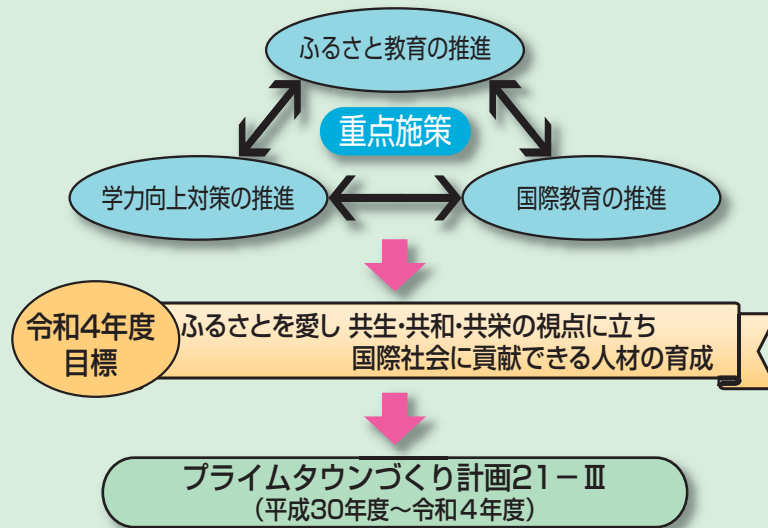 ふるさと教育の推進
重点施策
学力向上対策の推進
国際教育の推進
令和4年度
目標
ふるさとを愛し 共生・共和・共栄の視点に立ち
国際社会に貢献できる人材の育成
プライムタウンづくり計画21－Ⅲ
（平成30年度～令和4年度）